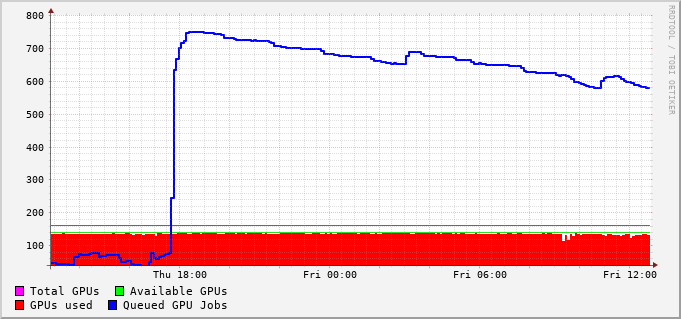 800
700
600
500
400
300
200
100
Thu 18:00 Fri 00:00 Fri 06:00 Fri 12:00
Total GPUs Available GPUs
GPUs used Queued GPU Jobs
RRDTOOL / TOBI OETIKER